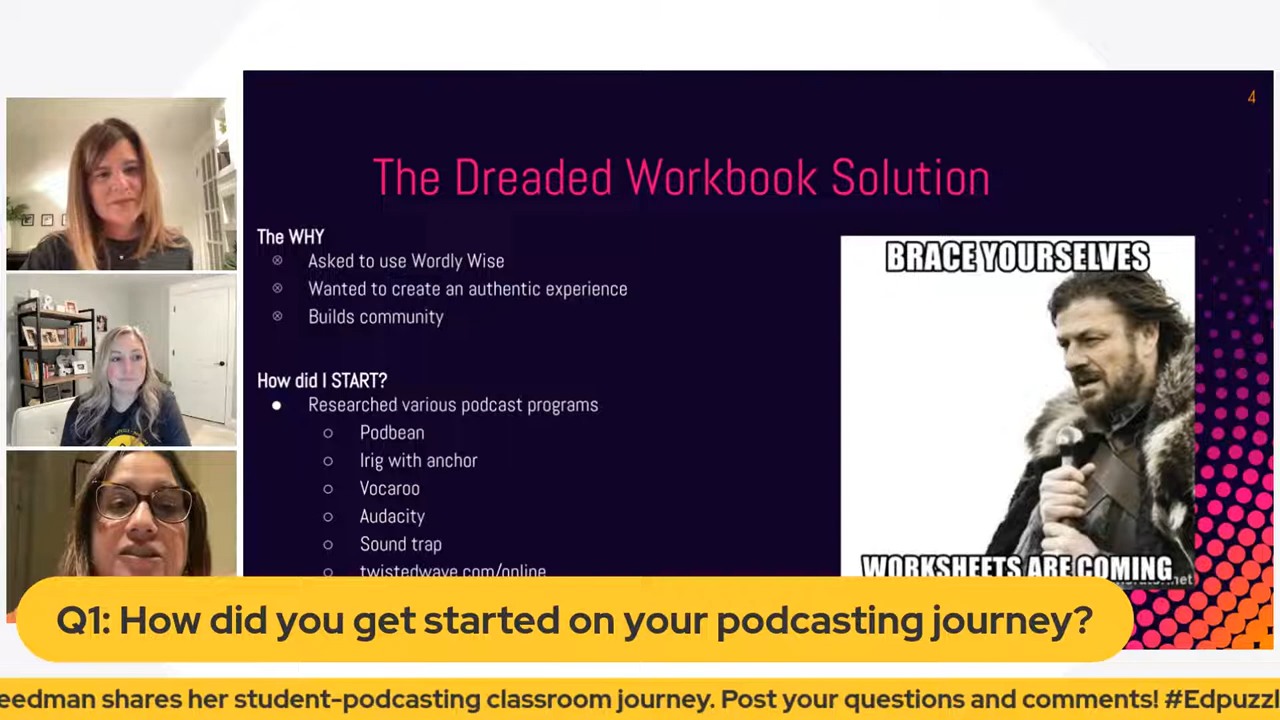 4
The Dreaded Workbook Solution
The WHY
Asked to use Wordly Wise
Wanted to create an authentic experience
Builds community
How did I START?
Researched various podcast programs
Podbean
Irig with anchor
Vocaroo
Audacity
Sound trap
twistedwave.com/online
BRACE YOURSELVES
WORKSHEETS ARE COMING
Q1: How did you get started on your podcasting journey?
eedman shares her student-podcasting classroom journey. Post your questions and comments! #Edpuzzl